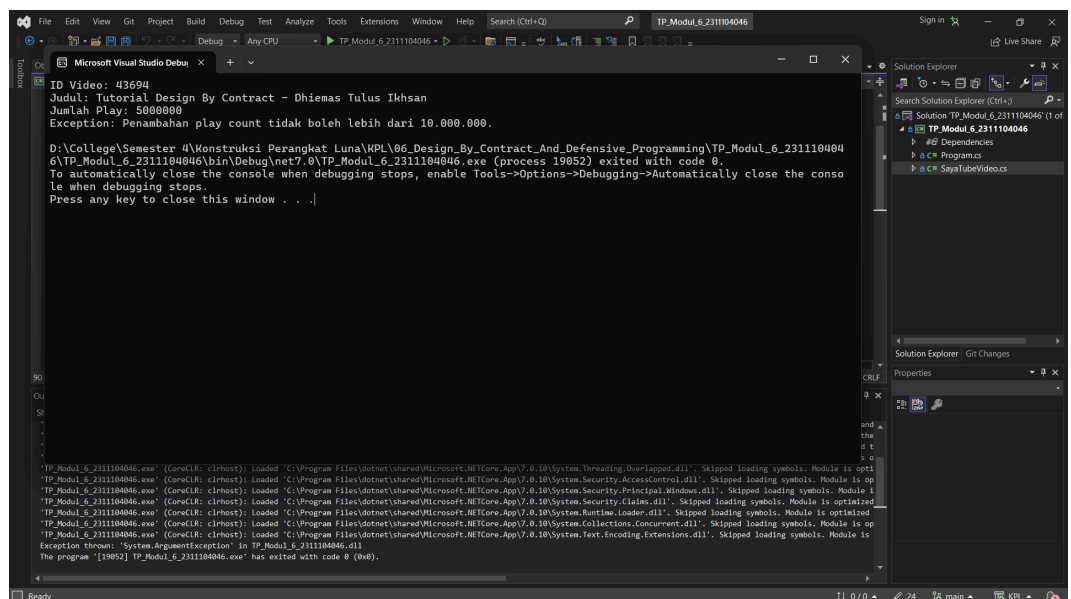 File Edit View Git Project Build Debug Test Analyze Tools Extensions Window Help Search (Ctrl+Q) TP_Modul_6_2311104046 Sign in
Debug Any CPU TP_Modul_6_2311104046 Live Share
Toolbox
Microsoft Visual Studio Debu
ID Video: 43694
Judul: Tutorial Design By Contract - Dhiemas Tulus Ikhsan
Jumlah Play: 5000000
Exception: Penambahan play count tidak boleh lebih dari 10.000.000.
D:\College\Semester 4\Konstruksi Perangkat Luna\KPL\06_Design_By_Contract_And_Defensive_Programming\TP_Modul_6_231110404
6\TP_Modul_6_2311104046\bin\Debug\net7.0\TP_Modul_6_2311104046.exe (process 19052) exited with code 0.
To automatically close the console when debugging stops, enable Tools->Options->Debugging->Automatically close the conso
le when debugging stops.
Press any key to close this window . . .
Solution Explorer
Search Solution Explorer (Ctrl+;)
Solution 'TP_Modul_6_2311104046' (1 of
TP_Modul_6_2311104046
Dependencies
C# Program.cs
C# SayaTubeVideo.cs
Solution Explorer Git Changes
Properties
90
CRLF
and
the
d t
'TP_Modul_6_2311104046.exe' (CoreCLR: clrhost): Loaded 'C:\Program Files\dotnet\shared\Microsoft.NETCore.App\7.0.10\System.Threading.Overlapped.dll'. Skipped loading symbols. Module is opti
'TP_Modul_6_2311104046.exe' (CoreCLR: clrhost): Loaded 'C:\Program Files\dotnet\shared\Microsoft.NETCore.App\7.0.10\System.Security.AccessControl.dll'. Skipped loading symbols. Module is op
'TP_Modul_6_2311104046.exe' (CoreCLR: clrhost): Loaded 'C:\Program Files\dotnet\shared\Microsoft.NETCore.App\7.0.10\System.Security.Principal.Windows.dll'. Skipped loading symbols. Module i
'TP_Modul_6_2311104046.exe' (CoreCLR: clrhost): Loaded 'C:\Program Files\dotnet\shared\Microsoft.NETCore.App\7.0.10\System.Security.Claims.dll'. Skipped loading symbols. Module is optimized
'TP_Modul_6_2311104046.exe' (CoreCLR: clrhost): Loaded 'C:\Program Files\dotnet\shared\Microsoft.NETCore.App\7.0.10\System.Runtime.Loader.dll'. Skipped loading symbols. Module is optimized
'TP_Modul_6_2311104046.exe' (CoreCLR: clrhost): Loaded 'C:\Program Files\dotnet\shared\Microsoft.NETCore.App\7.0.10\System.Collections.Concurrent.dll'. Skipped loading symbols. Module is op
'TP_Modul_6_2311104046.exe' (CoreCLR: clrhost): Loaded 'C:\Program Files\dotnet\shared\Microsoft.NETCore.App\7.0.10\System.Text.Encoding.Extensions.dll'. Skipped loading symbols. Module is
Exception thrown: 'System.ArgumentException' in TP_Modul_6_2311104046.dll
The program '[19052] TP_Modul_6_2311104046.exe' has exited with code 0 (0x0).
Ready 0 / 0 24 main KPL